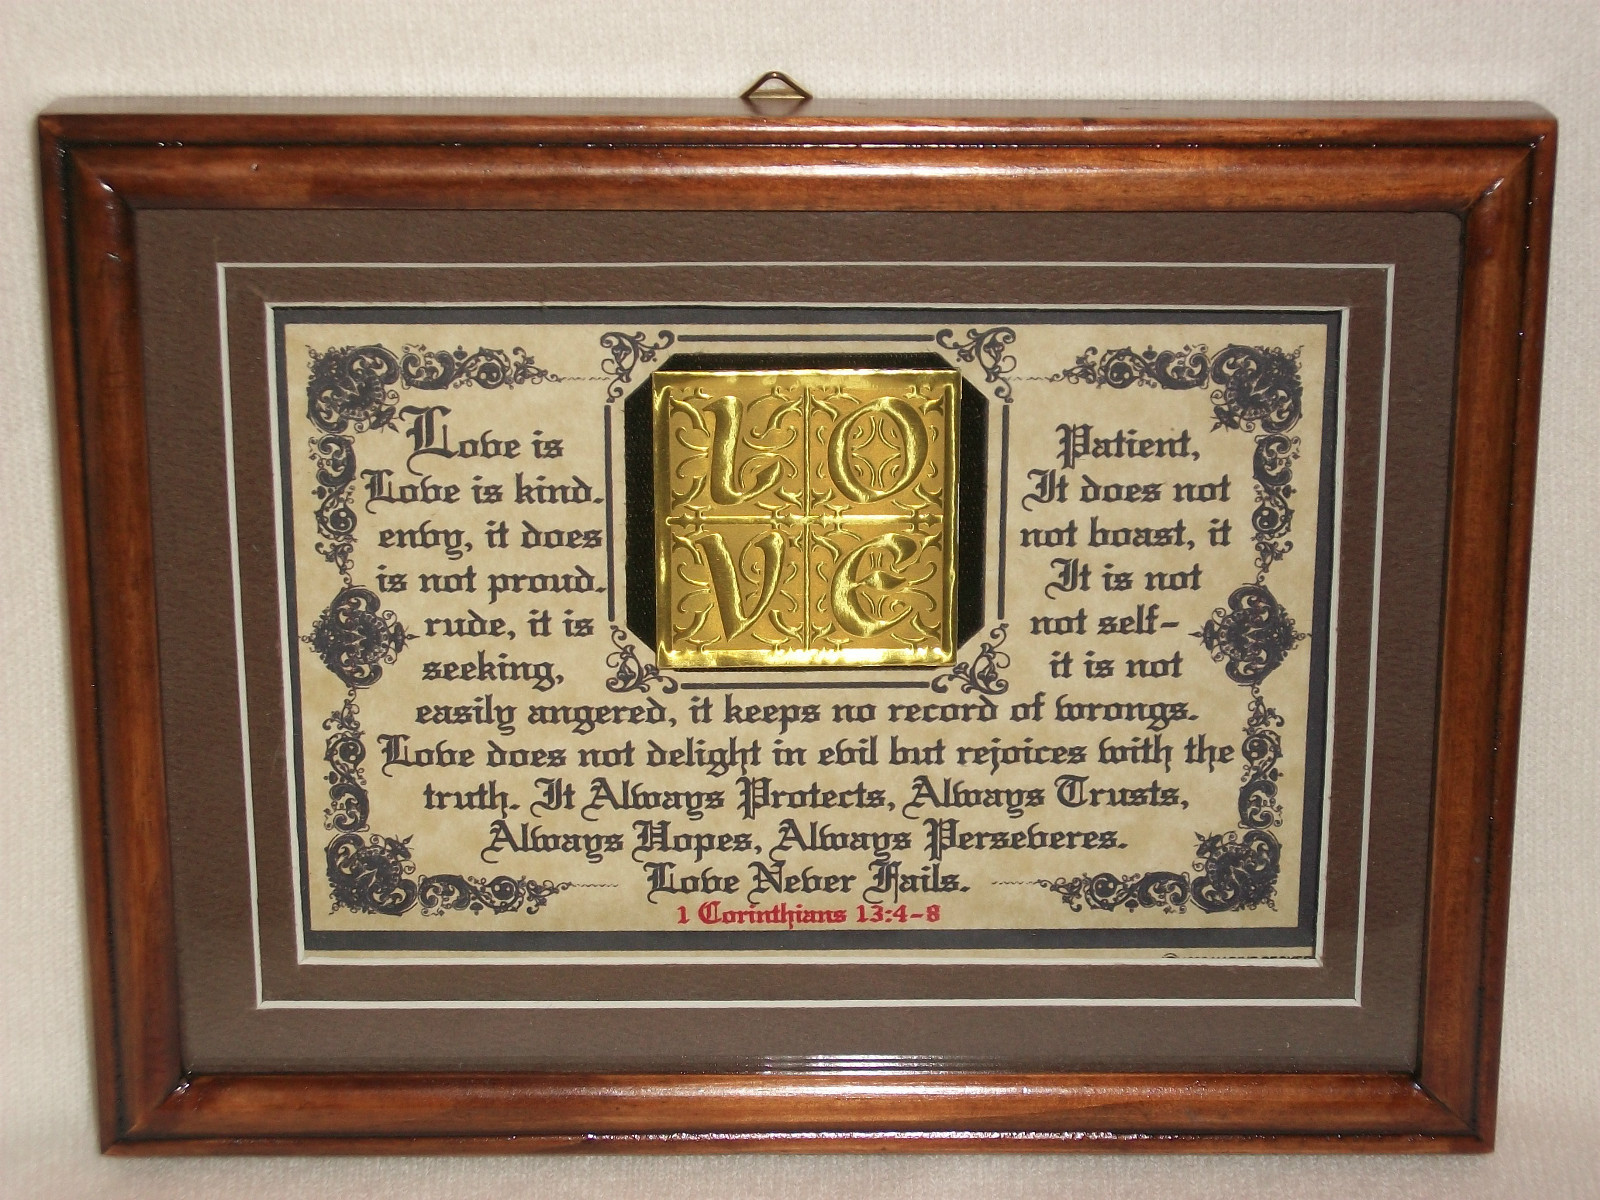 Love is Patient,
Love is kind. It does not
envy, it does not boast, it
is not proud. It is not
rude, it is not self-
seeking, it is not
easily angered, it keeps no record of wrongs.
Love does not delight in evil but rejoices with the
truth. It Always Protects, Always Trusts,
Always Hopes, Always Perseveres.
Love Never Fails.
1 Corinthians 13:4-8
LO
VE